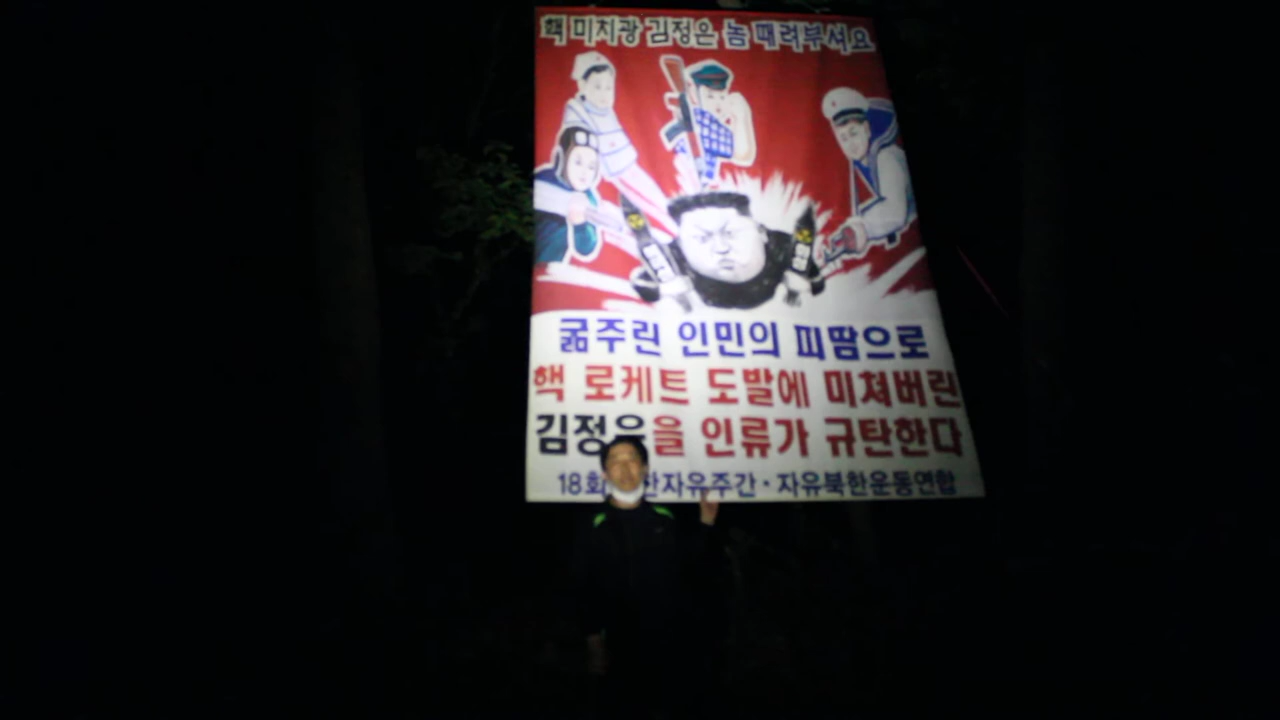 핵 미치광 김정은 놈 때려부셔요
굶주린 인민의 피땀으로
핵 로케트 도발에 미쳐버린
김정은을 인류가 규탄한다
18회 자유주간·자유북한운동연합